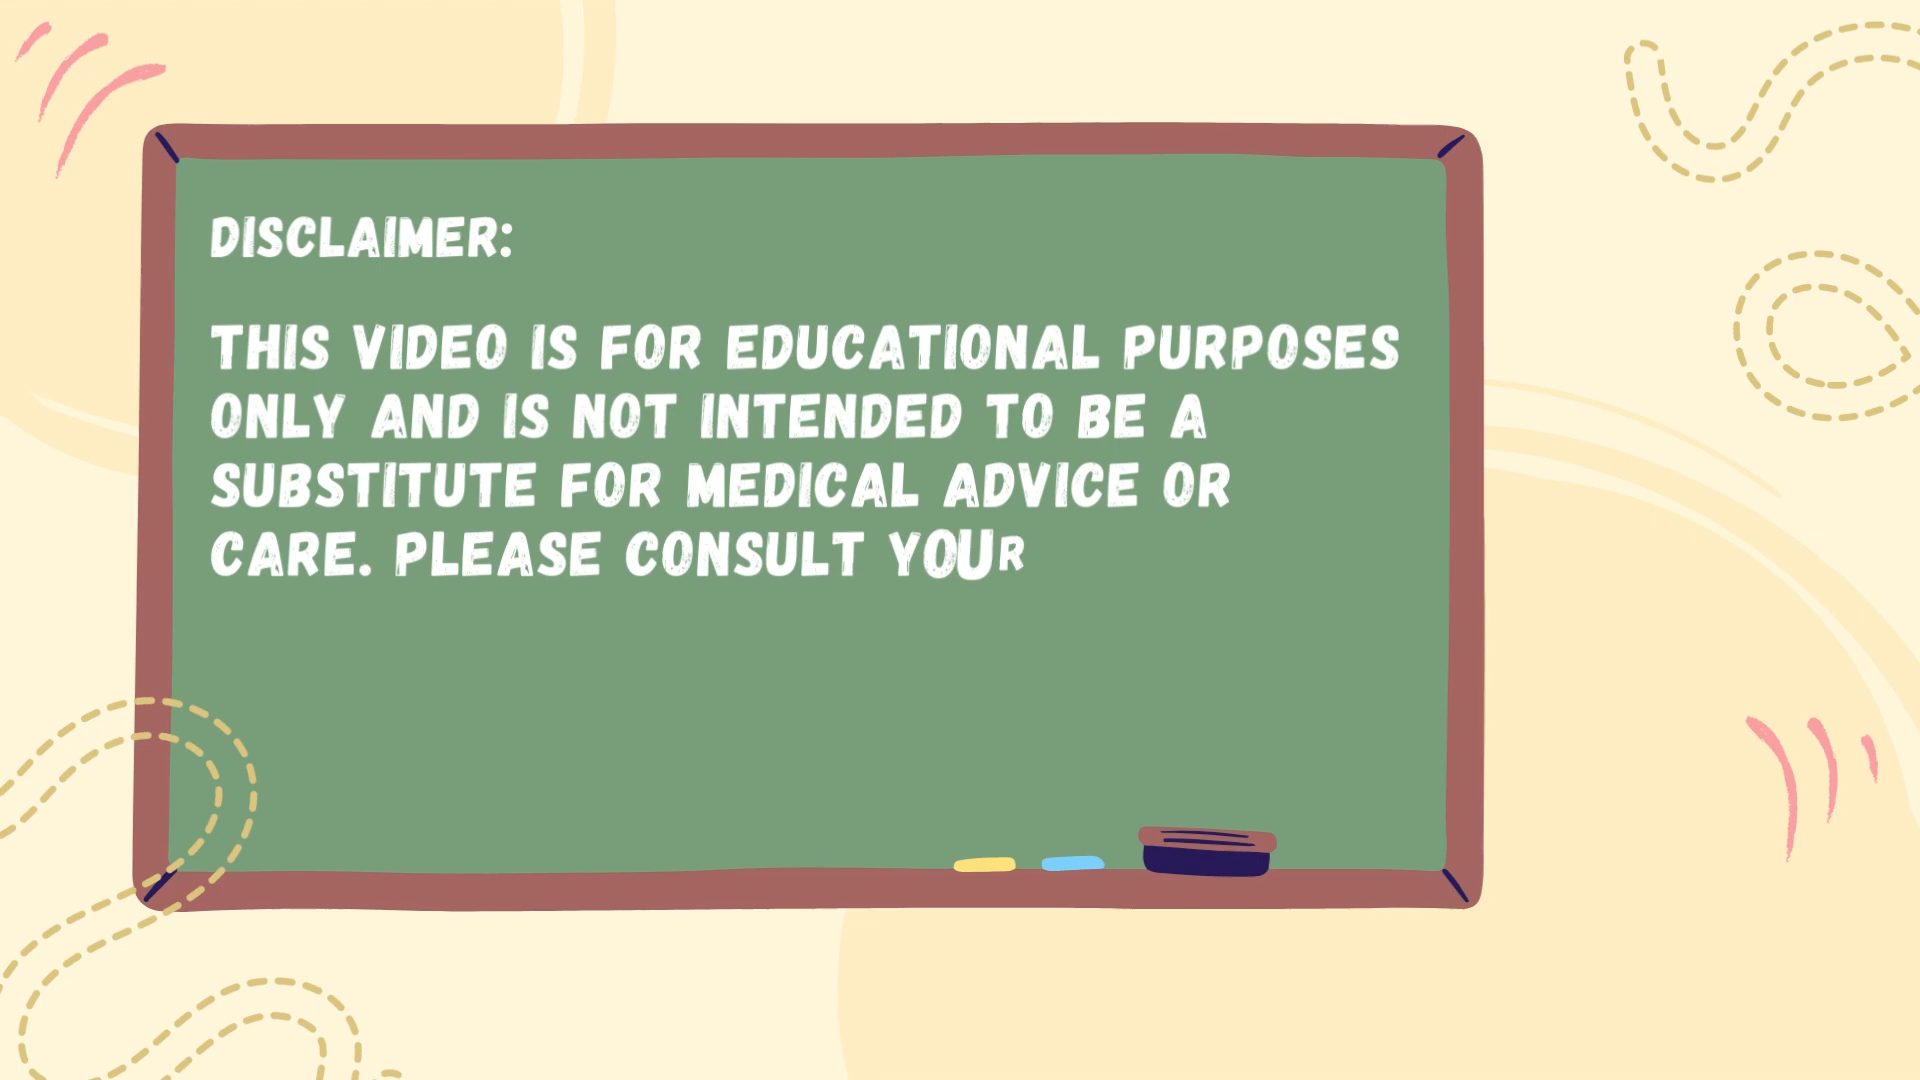 DISCLAIMER:
THIS VIDEO IS FOR EDUCATIONAL PURPOSES
ONLY AND IS NOT INTENDED TO BE A
SUBSTITUTE FOR MEDICAL ADVICE OR
CARE. PLEASE CONSULT YOUR